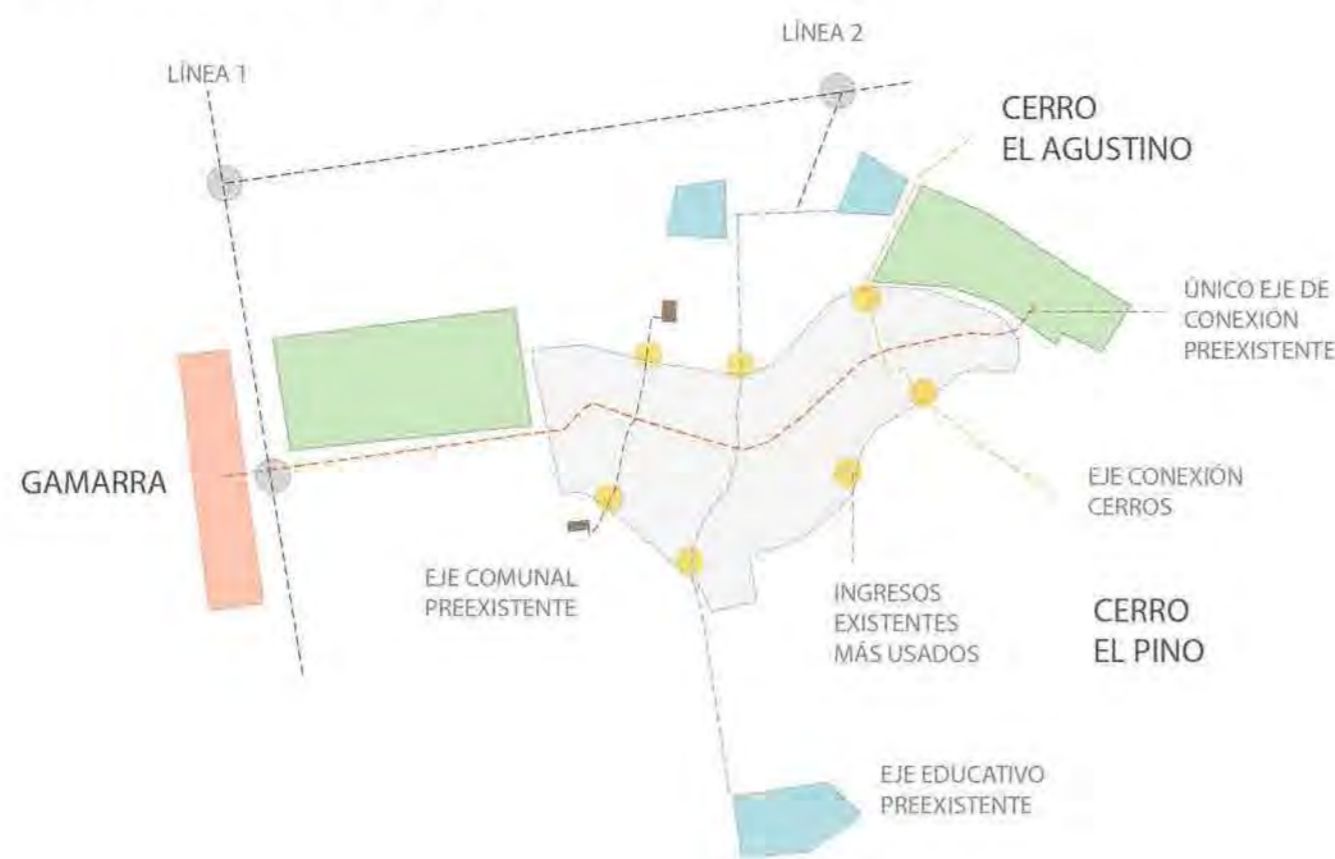 LÍNEA 2
LÍNEA 1
CERRO
EL AGUSTINO
ÚNICO EJE DE
CONEXIÓN
PREEXISTENTE
GAMARRA
EJE CONEXIÓN
CERROS
EJE COMUNAL
PREEXISTENTE
INGRESOS
EXISTENTES
MÁS USADOS
CERRO
EL PINO
EJE EDUCATIVO
PREEXISTENTE